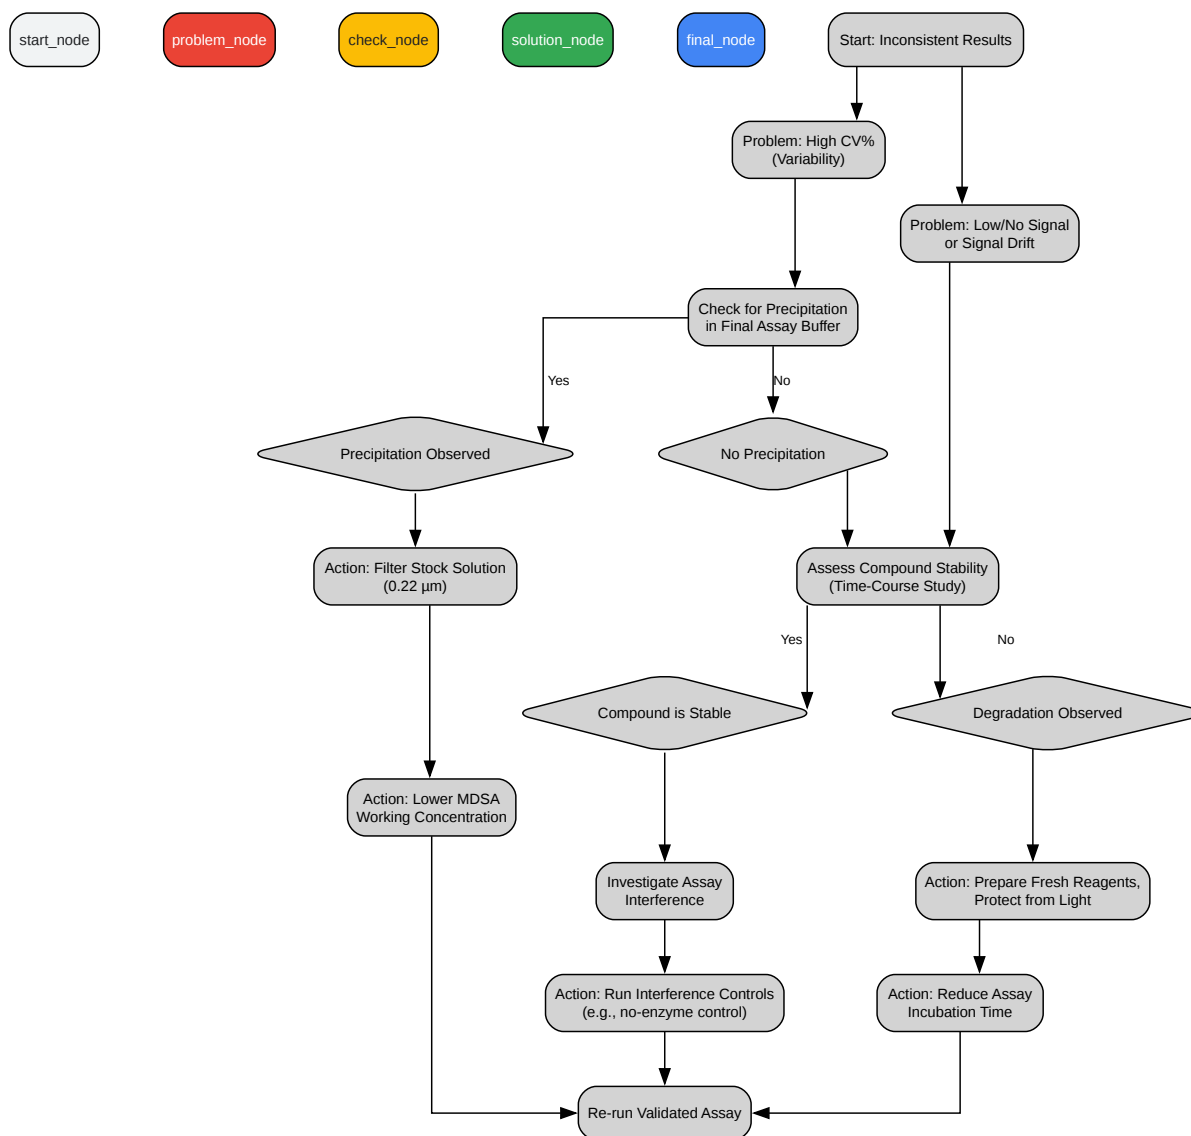 start_node
problem_node
check_node
solution_node
final_node
Start: Inconsistent Results
Problem: High CV%
(Variability)
Problem: Low/No Signal
or Signal Drift
Check for Precipitation
in Final Assay Buffer
Yes
No
Precipitation Observed
No Precipitation
Action: Filter Stock Solution
(0.22 µm)
Assess Compound Stability
(Time-Course Study)
Yes
No
Compound is Stable
Degradation Observed
Action: Lower MDSA
Working Concentration
Investigate Assay
Interference
Action: Prepare Fresh Reagents,
Protect from Light
Action: Run Interference Controls
(e.g., no-enzyme control)
Action: Reduce Assay
Incubation Time
Re-run Validated Assay